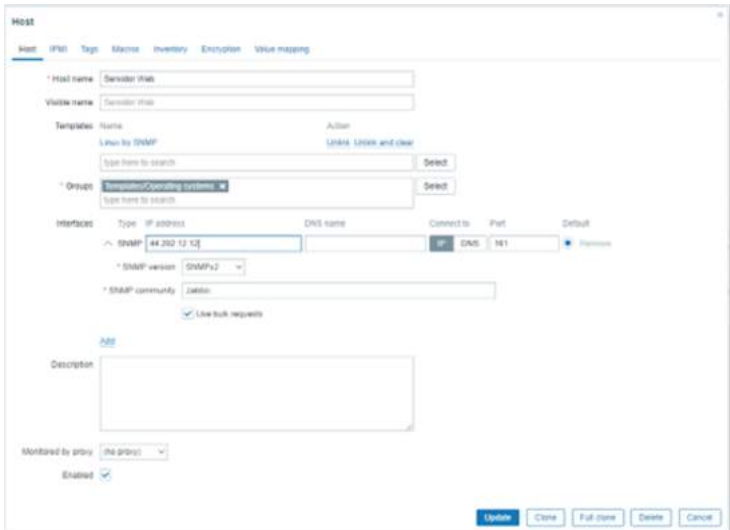 Host
Host IPMI Tags Macros Inventory Encryption Value mapping
* Host name Servidor Web
Visible name Servidor Web
Templates Name Action
Linux by SNMP Unlink Unlink and clear
type here to search Select
* Groups Templates/Operating systems × Select
type here to search
Interfaces Type IP address DNS name Connect to Port Default
SNMP 44.202.12.12 IP DNS 161 Remove
* SNMP version SNMPv2
* SNMP community
Use bulk requests
Add
Description
Monitored by proxy (no proxy)
Enabled
Update Clone Full clone Delete Cancel